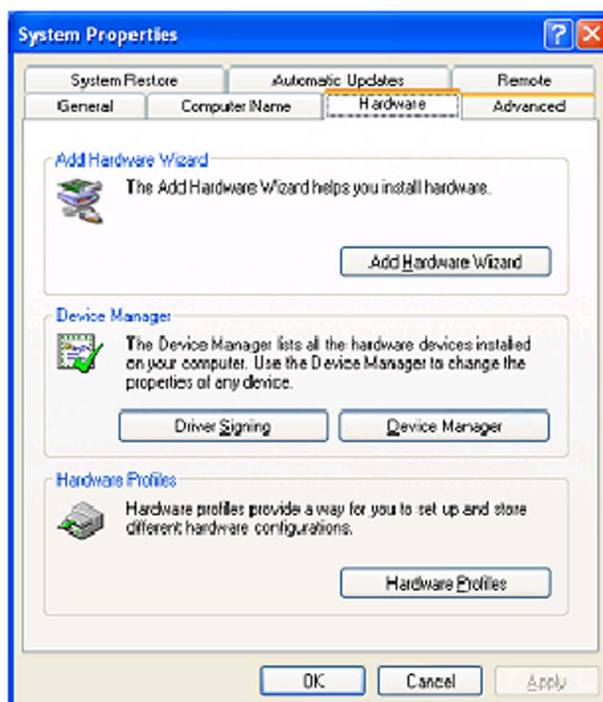 System Properties
System Restore
Automatic Updates
Remote
General
Computer Name
Hardware
Advanced
Add Hardware Wizard
The Add Hardware Wizard helps you install hardware.
Add Hardware Wizard
Device Manager
The Device Manager lists all the hardware devices installed
on your computer. Use the Device Manager to change the
properties of any device.
Driver Signing
Device Manager
Hardware Profiles
Hardware profiles provide a way for you to set up and store
different hardware configurations.
Hardware Profiles
OK
Cancel
Apply